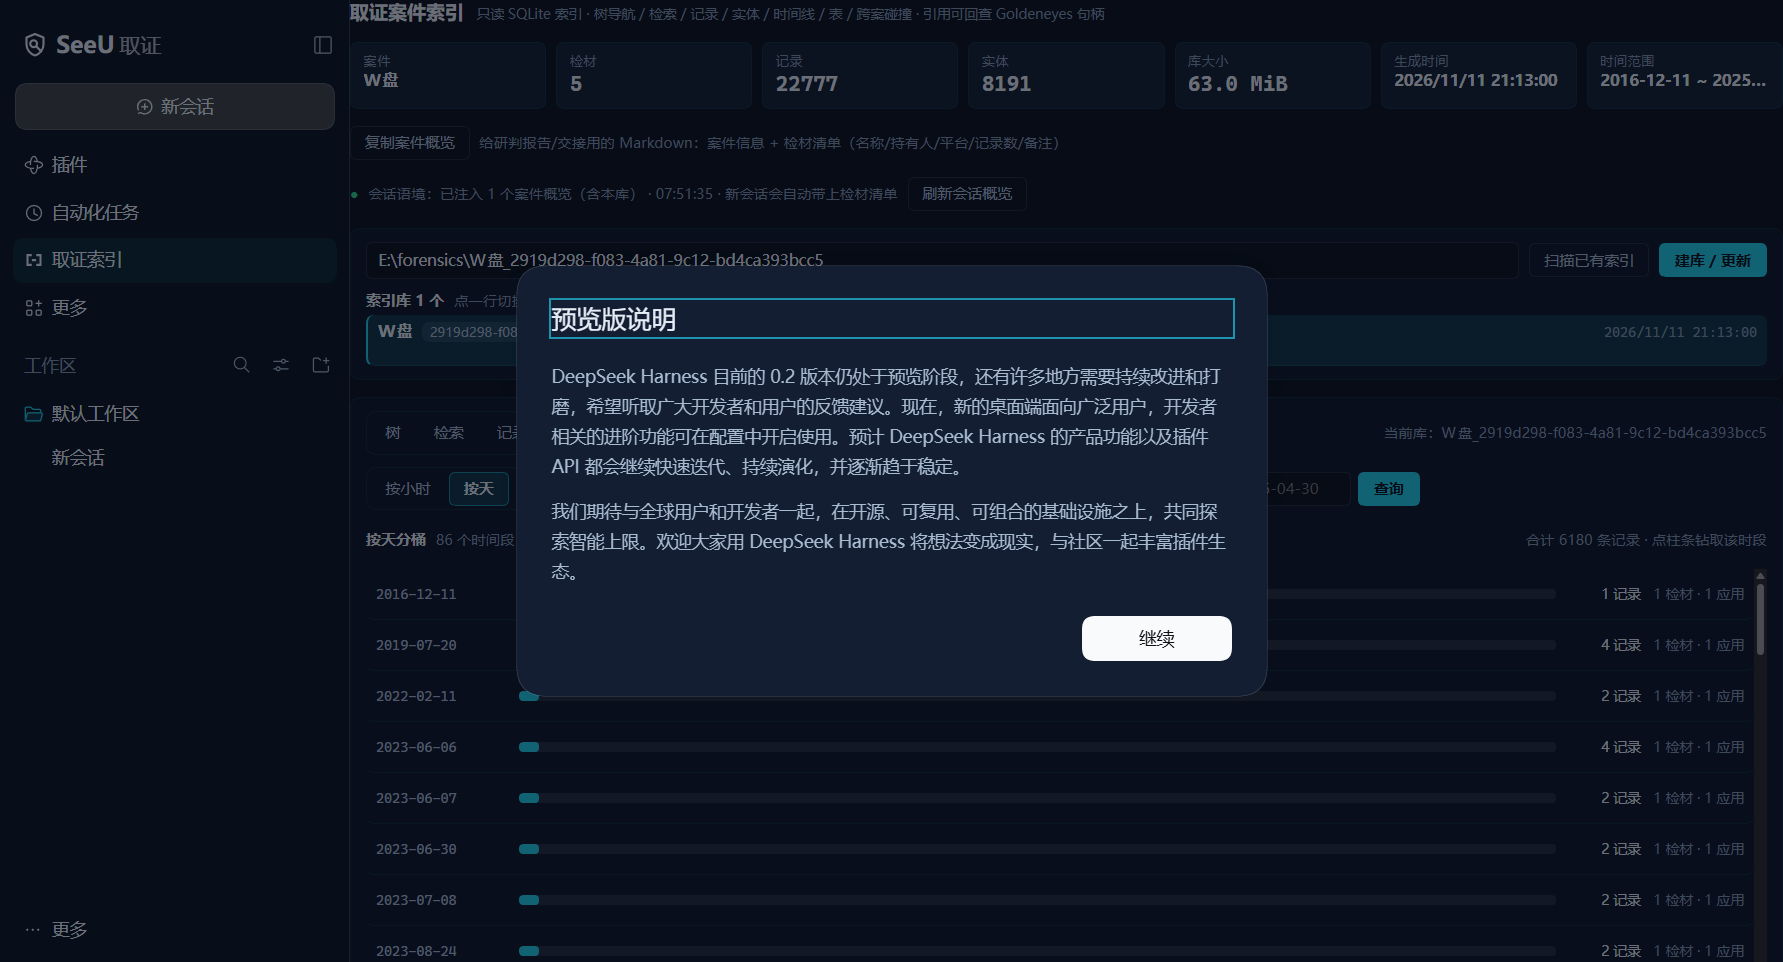 SeeU 取证
新会话
插件
自动化任务
取证索引
更多
工作区
默认工作区
新会话
更多
取证案件索引 只读 SQLite 索引 · 树导航 / 检索 / 记录 / 实体 / 时间线 / 表 / 跨案碰撞 · 引用可回查 Goldeneyes 句柄
案件
W盘
检材
5
记录
22777
实体
8191
库大小
63.0 MiB
生成时间
2026/11/11 21:13:00
时间范围
2016-12-11 ~ 2025...
复制案件概览 给研判报告/交接用的 Markdown：案件信息 + 检材清单（名称/持有人/平台/记录数/备注）
会话语境：已注入 1 个案件概览（含本库） · 07:51:35 · 新会话会自动带上检材清单 刷新会话概览
E:\forensics\W盘_2919d298-f083-4a81-9c12-bd4ca393bcc5 扫描已有索引 建库 / 更新
索引库 1 个 点一行切
W盘 2919d298-f08 2026/11/11 21:13:00
树 检索 当前库：W盘_2919d298-f083-4a81-9c12-bd4ca393bcc5
按小时 按天 -04-30 查询
按天分桶 86 个时间段 合计 6180 条记录 · 点柱条钻取该时段
2016-12-11 1 记录 1 检材 · 1 应用
2019-07-20 4 记录 1 检材 · 1 应用
2022-02-11 2 记录 1 检材 · 1 应用
2023-06-06 4 记录 1 检材 · 1 应用
2023-06-07 2 记录 1 检材 · 1 应用
2023-06-30 2 记录 1 检材 · 1 应用
2023-07-08 2 记录 1 检材 · 1 应用
2023-08-24 2 记录 1 检材 · 1 应用
预览版说明
DeepSeek Harness 目前的 0.2 版本仍处于预览阶段，还有许多地方需要持续改进和打
磨，希望听取广大开发者和用户的反馈建议。现在，新的桌面端面向广泛用户，开发者
相关的进阶功能可在配置中开启使用。预计 DeepSeek Harness 的产品功能以及插件
API 都会继续快速迭代、持续演化，并逐渐趋于稳定。
我们期待与全球用户和开发者一起，在开源、可复用、可组合的基础设施之上，共同探
索智能上限。欢迎大家用 DeepSeek Harness 将想法变成现实，与社区一起丰富插件生
态。
继续